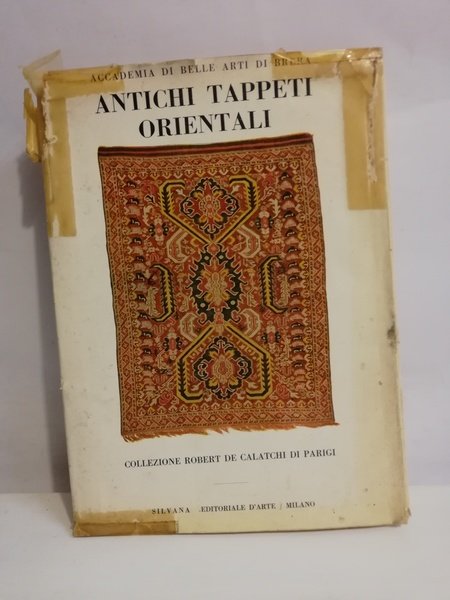 ACCADEMIA DI BELLE ARTI DI BRERA
ANTICHI TAPPETI
ORIENTALI
COLLEZIONE ROBERT DE CALATCHI DI PARIGI
SILVANA EDITORIALE D'ARTE / MILANO